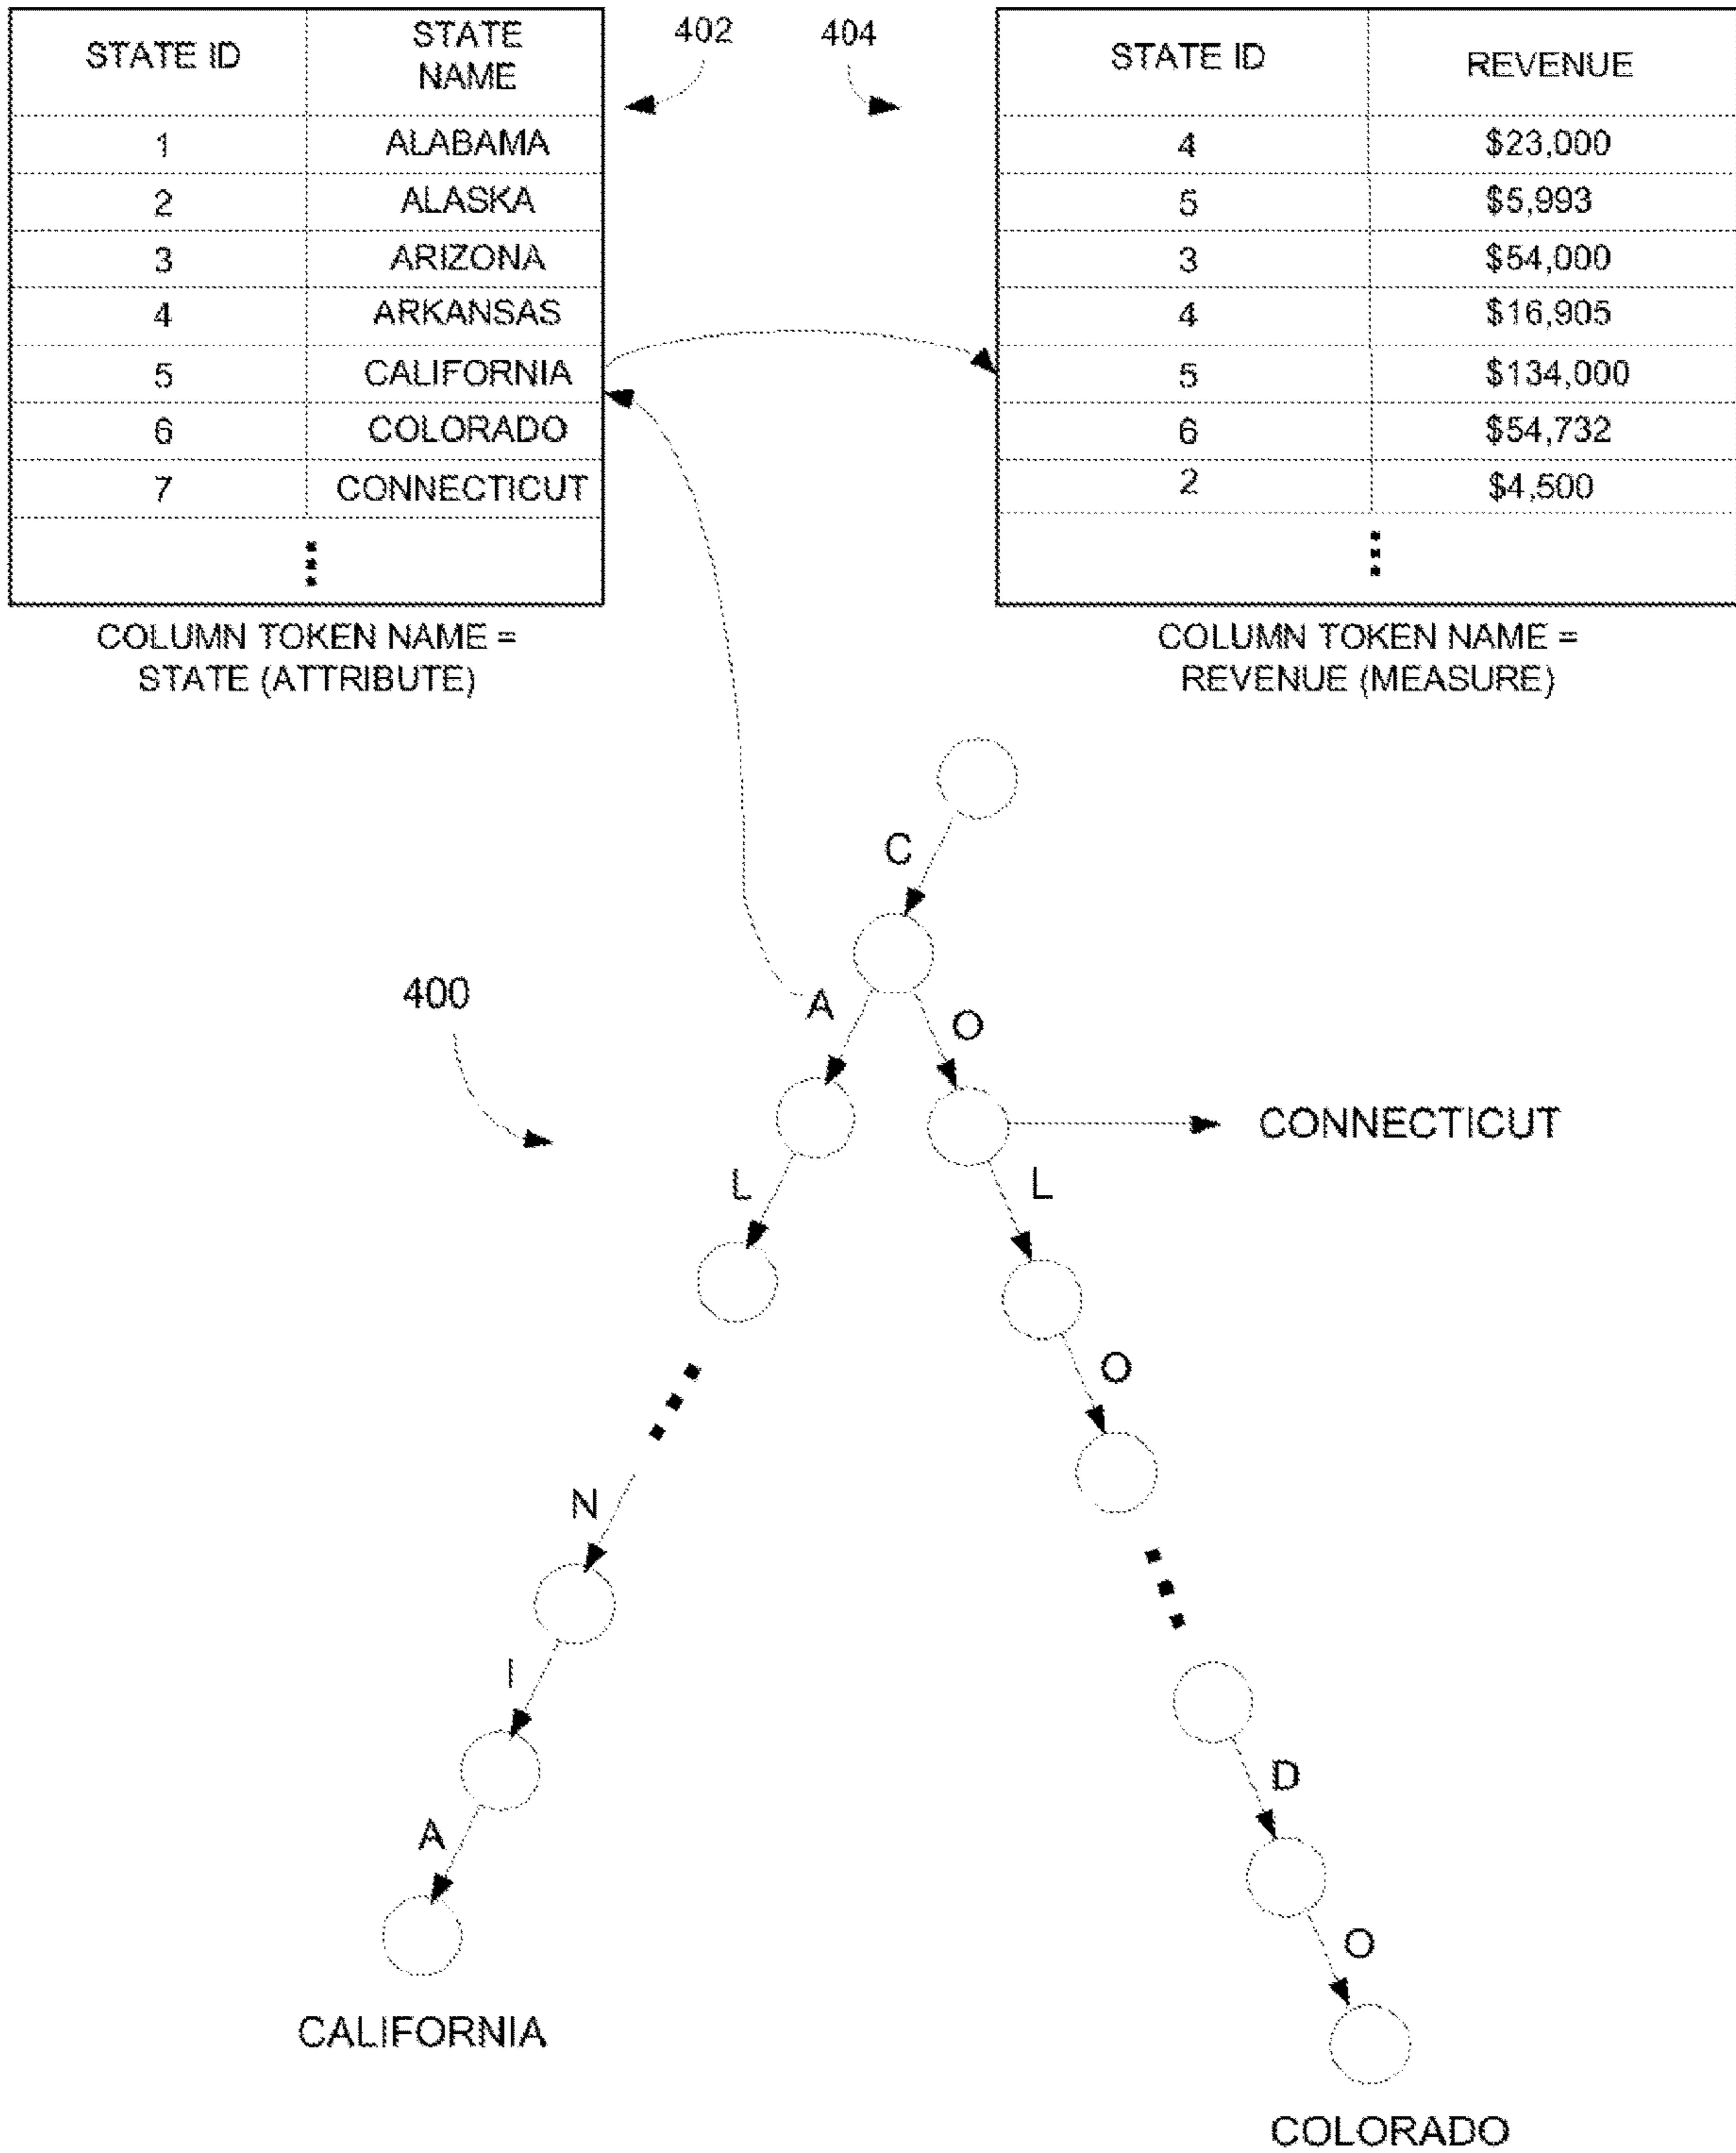 STATE ID
STATE
NAME
1
ALABAMA
2
ALASKA
3
ARIZONA
4
ARKANSAS
5
CALIFORNIA
6
COLORADO
7
CONNECTICUT
COLUMN TOKEN NAME =
STATE (ATTRIBUTE)
402
404
STATE ID
REVENUE
4
$23,000
5
$5,993
3
$54,000
4
$16,905
5
$134,000
6
$54,732
2
$4,500
COLUMN TOKEN NAME =
REVENUE (MEASURE)
C
400
A
O
CONNECTICUT
L
L
O
N
I
D
A
O
CALIFORNIA
COLORADO